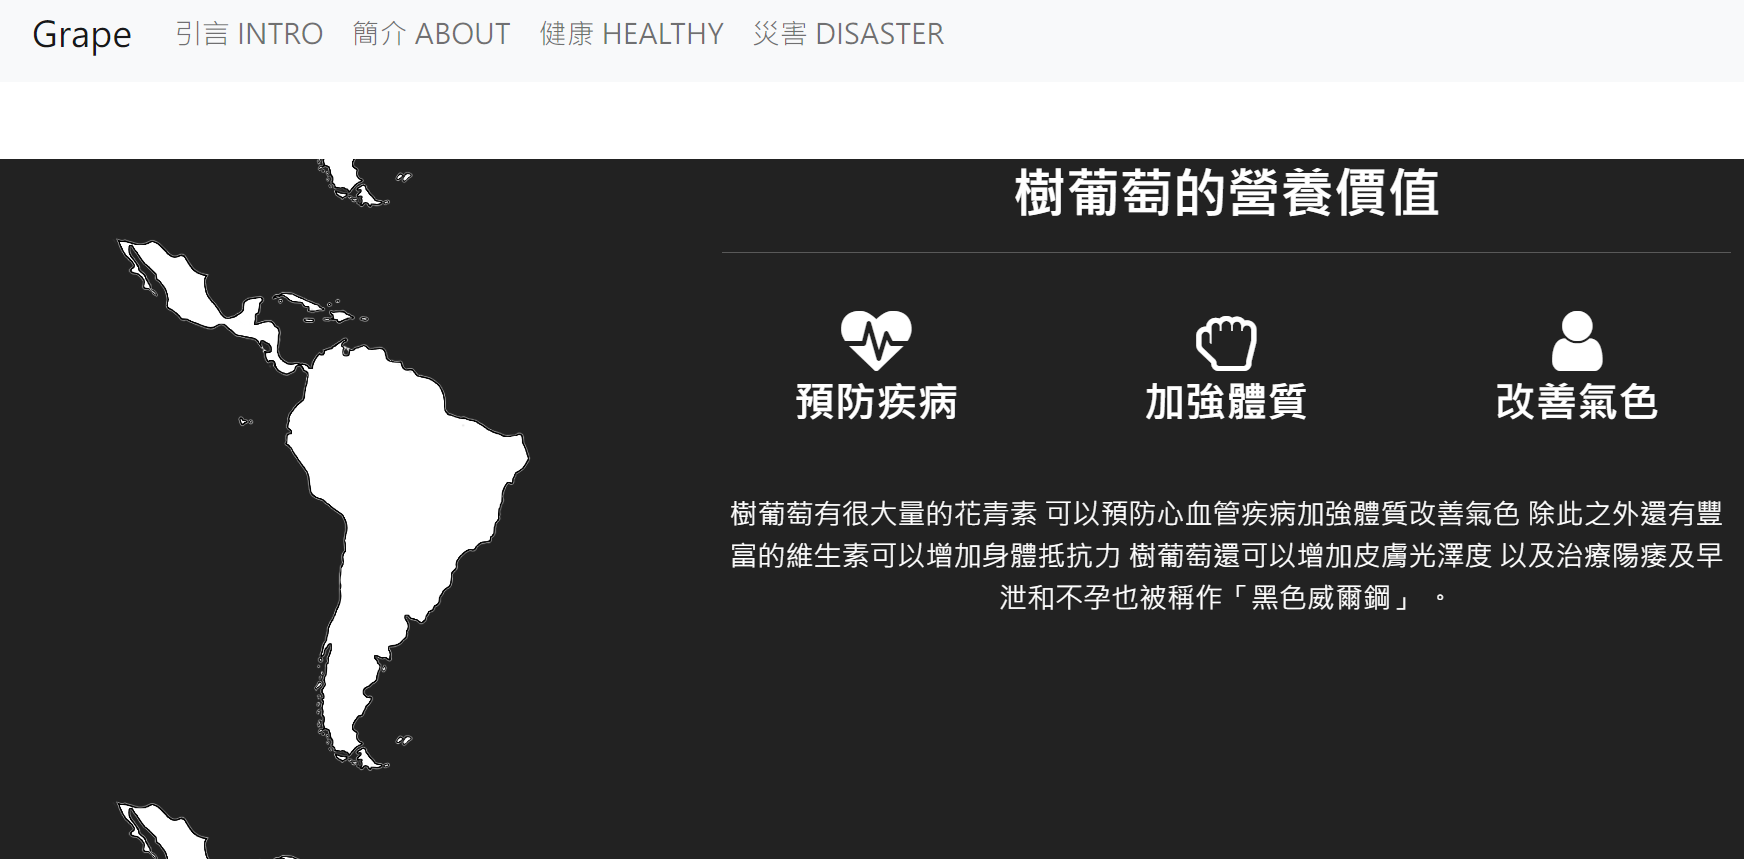 Grape 引言 INTRO 簡介 ABOUT 健康 HEALTHY 災害 DISASTER
樹葡萄的營養價值
預防疾病 加強體質 改善氣色
樹葡萄有很大量的花青素 可以預防心血管疾病加強體質改善氣色 除此之外還有豐
富的維生素可以增加身體抵抗力 樹葡萄還可以增加皮膚光澤度 以及治療陽痿及早
泄和不孕也被稱作「黑色威爾鋼」 。